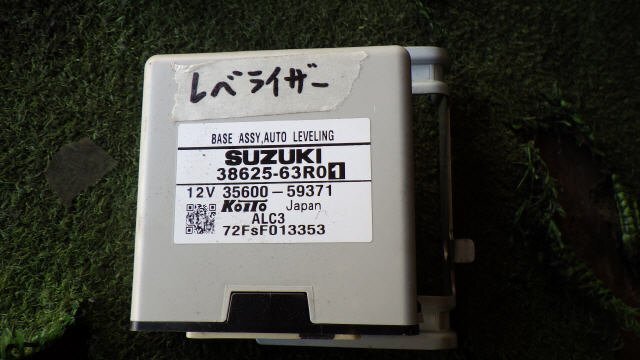 レベライザー
BASE ASSY,AUTO LEVELING
SUZUKI
38625-63R01
12V 35600-59371
KOITO Japan
ALC3
72FsF013353